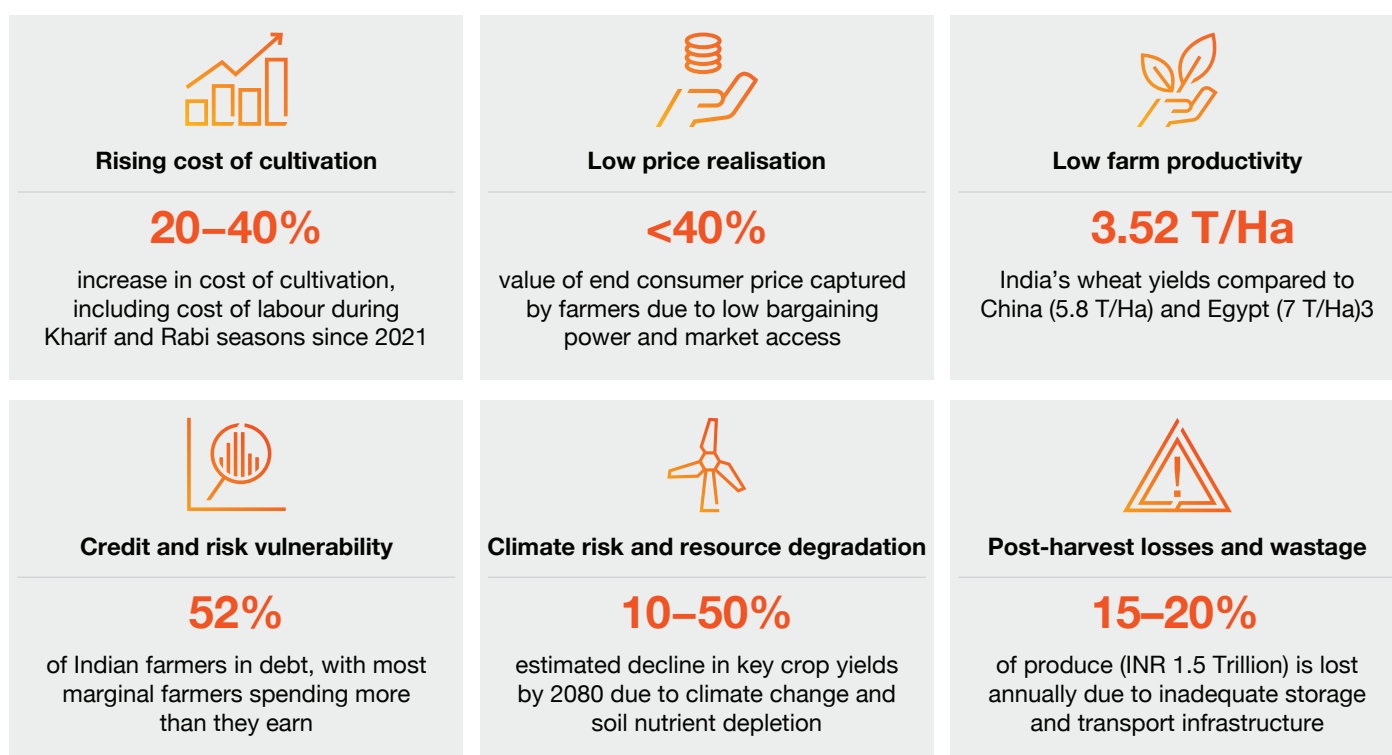 Rising cost of cultivation
20–40%
increase in cost of cultivation,
including cost of labour during
Kharif and Rabi seasons since 2021
Low price realisation
<40%
value of end consumer price captured
by farmers due to low bargaining
power and market access
Low farm productivity
3.52 T/Ha
India's wheat yields compared to
China (5.8 T/Ha) and Egypt (7 T/Ha)3
Credit and risk vulnerability
52%
of Indian farmers in debt, with most
marginal farmers spending more
than they earn
Climate risk and resource degradation
10–50%
estimated decline in key crop yields
by 2080 due to climate change and
soil nutrient depletion
Post-harvest losses and wastage
15–20%
of produce (INR 1.5 Trillion) is lost
annually due to inadequate storage
and transport infrastructure